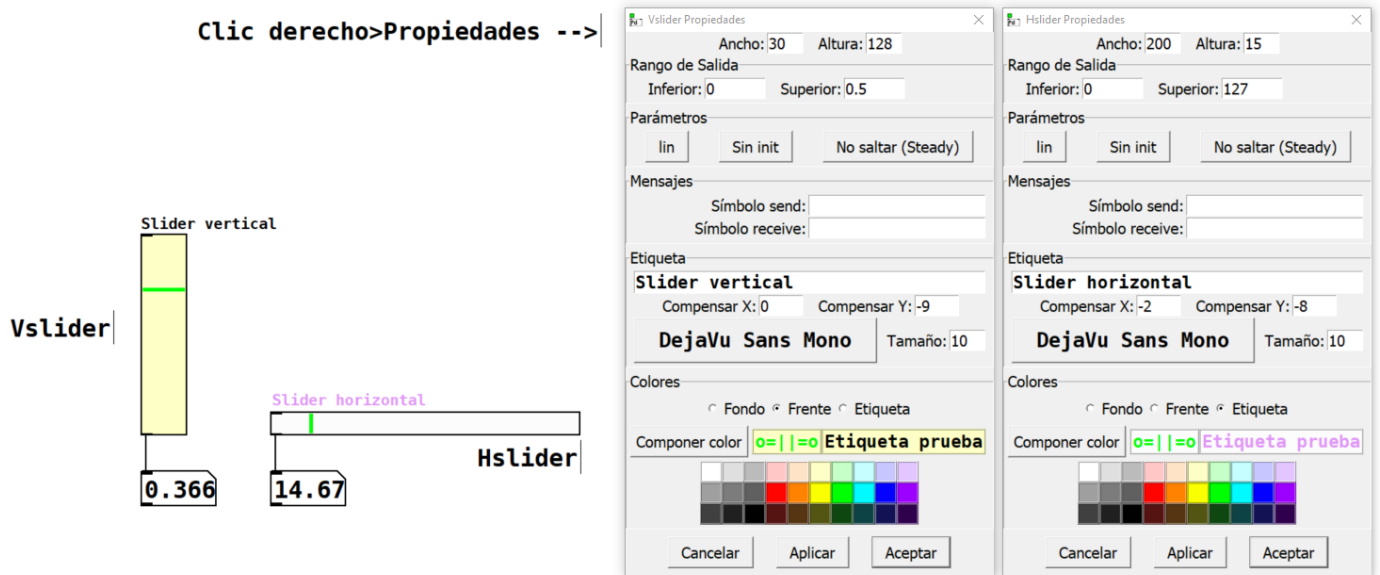 Clic derecho>Propiedades -->
Slider vertical
Vslider
0.366
Slider horizontal
Hslider
14.67
Vslider Propiedades
Ancho: 30 Altura: 128
Rango de Salida
Inferior: 0 Superior: 0.5
Parámetros
lin Sin init No saltar (Steady)
Mensajes
Símbolo send:
Símbolo receive:
Etiqueta
Slider vertical
Compensar X: 0 Compensar Y: -9
DejaVu Sans Mono Tamaño: 10
Colores
Fondo Frente Etiqueta
Componer color o=||=o Etiqueta prueba
Cancelar Aplicar Aceptar
Hslider Propiedades
Ancho: 200 Altura: 15
Rango de Salida
Inferior: 0 Superior: 127
Parámetros
lin Sin init No saltar (Steady)
Mensajes
Símbolo send:
Símbolo receive:
Etiqueta
Slider horizontal
Compensar X: -2 Compensar Y: -8
DejaVu Sans Mono Tamaño: 10
Colores
Fondo Frente Etiqueta
Componer color o=||=o Etiqueta prueba
Cancelar Aplicar Aceptar